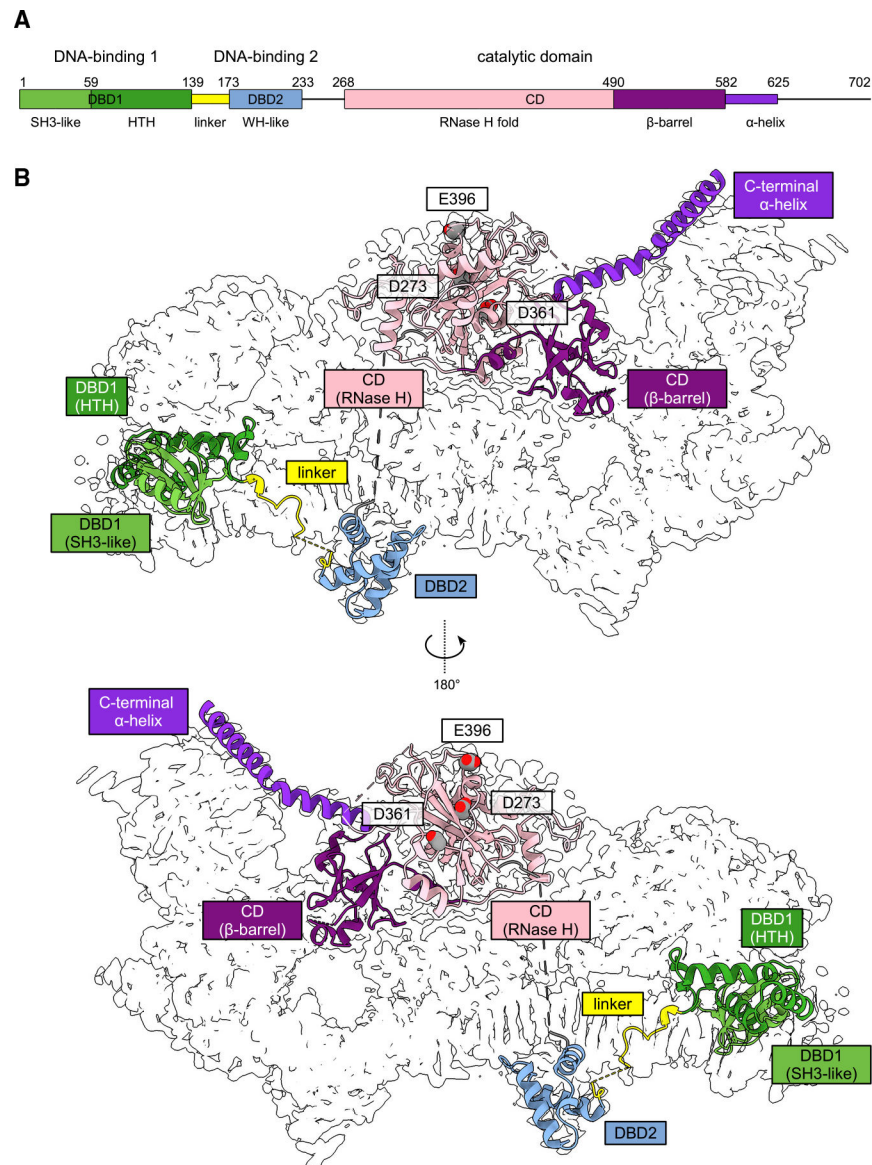 A
DNA-binding 1 DNA-binding 2 catalytic domain
1 59 139 173 233 268 490 582 625 702
DBD1 DBD2 CD
SH3-like HTH linker WH-like RNase H fold β-barrel α-helix
B
E396
C-terminal
α-helix
D273
D361
DBD1
(HTH)
CD
(RNase H)
CD
(β-barrel)
linker
DBD1
(SH3-like)
DBD2
180°
C-terminal
α-helix
E396
D361
D273
CD
(β-barrel)
CD
(RNase H)
DBD1
(HTH)
linker
DBD1
(SH3-like)
DBD2